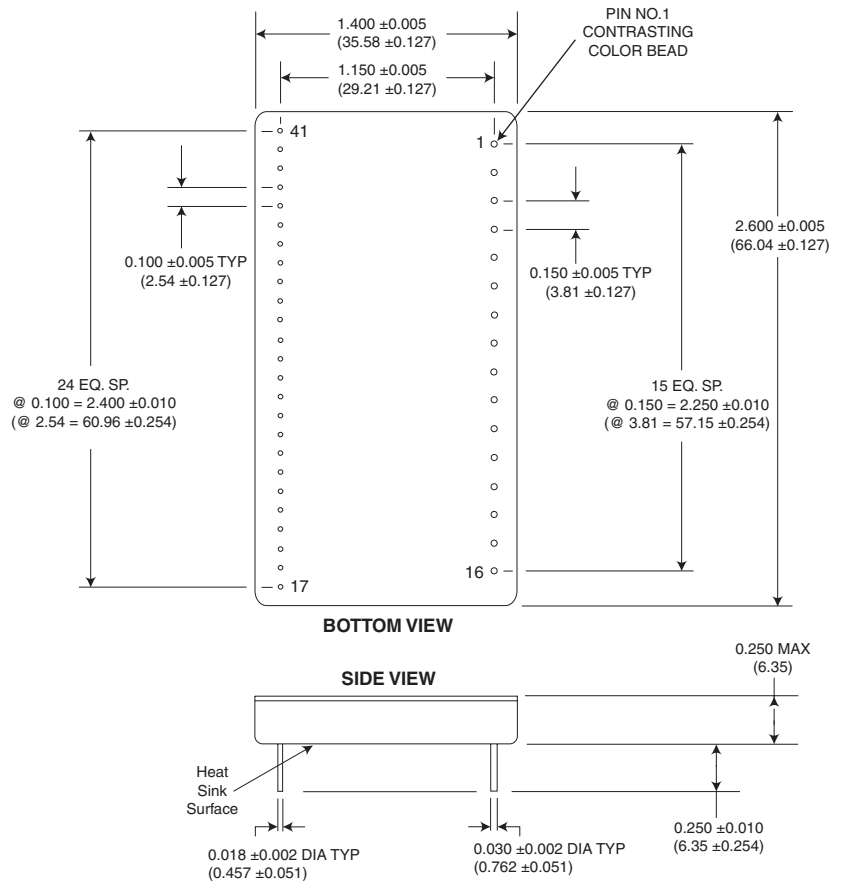 1.400 ±0.005
(35.58 ±0.127)
PIN NO.1
CONTRASTING
COLOR BEAD
1.150 ±0.005
(29.21 ±0.127)
41
1
0.100 ±0.005 TYP
(2.54 ±0.127)
0.150 ±0.005 TYP
(3.81 ±0.127)
2.600 ±0.005
(66.04 ±0.127)
24 EQ. SP.
@ 0.100 = 2.400 ±0.010
(@ 2.54 = 60.96 ±0.254)
15 EQ. SP.
@ 0.150 = 2.250 ±0.010
(@ 3.81 = 57.15 ±0.254)
16
17
BOTTOM VIEW
SIDE VIEW
0.250 MAX
(6.35)
Heat
Sink
Surface
0.018 ±0.002 DIA TYP
(0.457 ±0.051)
0.030 ±0.002 DIA TYP
(0.762 ±0.051)
0.250 ±0.010
(6.35 ±0.254)